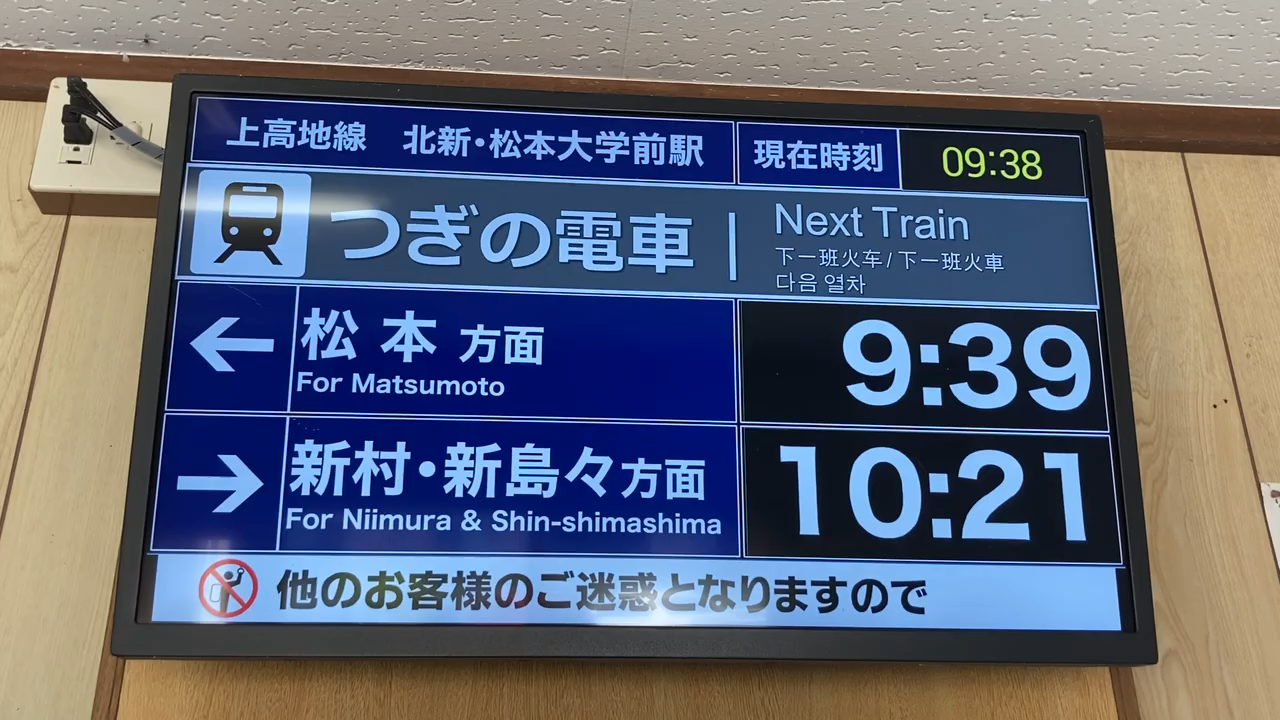 上高地線　北新・松本大学前駅 現在時刻 09:38
つぎの電車 | Next Train
下一班火车/下一班火車
다음 열차
← 松本 方面 9:39
For Matsumoto
→ 新村・新島々方面 10:21
For Niimura & Shin-shimashima
他のお客様のご迷惑となりますので